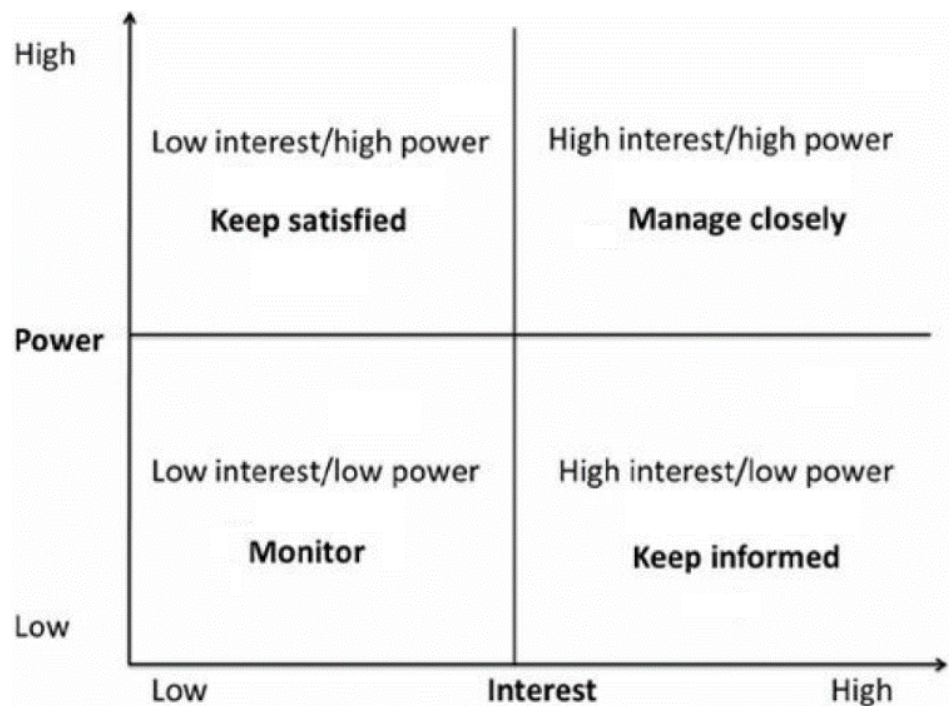 High
Low interest/high power
High interest/high power
Keep satisfied
Manage closely
Power
Low interest/low power
High interest/low power
Monitor
Keep informed
Low
Low
Interest
High